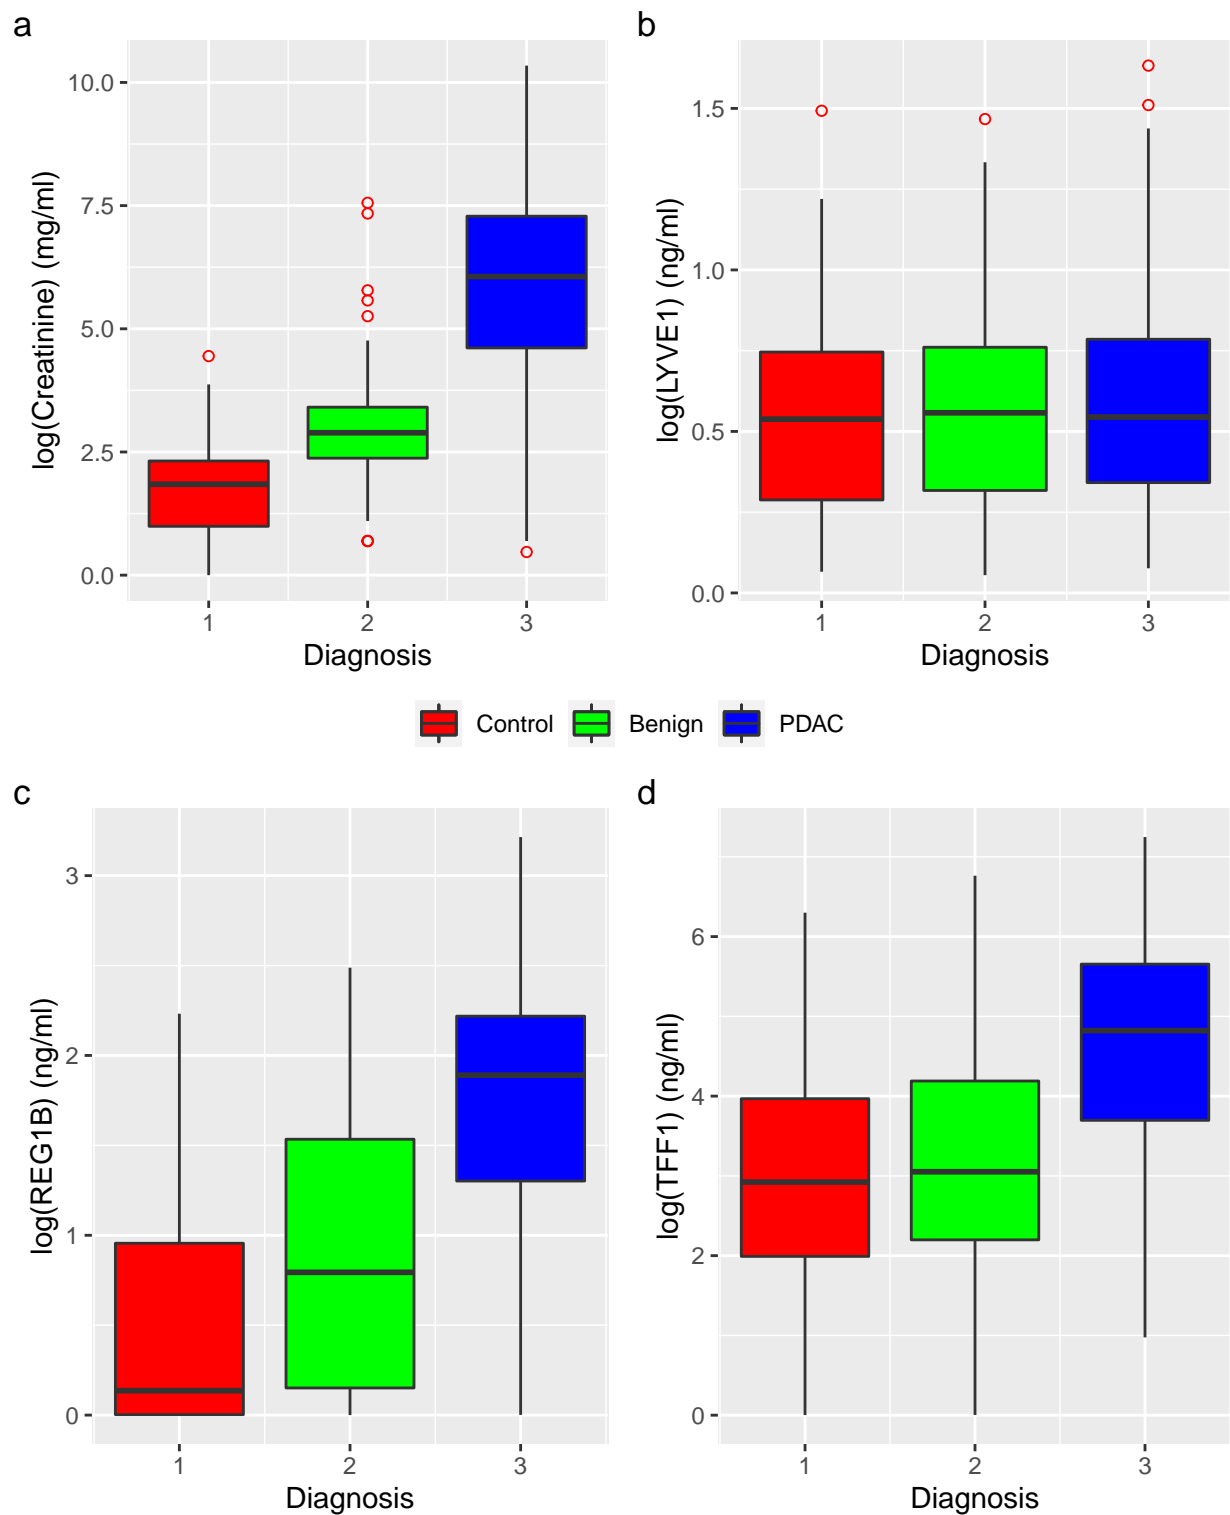 a
log(Creatinine) (mg/ml)
10.0
7.5
5.0
2.5
0.0
1 2 3
Diagnosis
b
log(LYVE1) (ng/ml)
1.5
1.0
0.5
0.0
1 2 3
Diagnosis
Control Benign PDAC
c
log(REG1B) (ng/ml)
3
2
1
0
1 2 3
Diagnosis
d
log(TFF1) (ng/ml)
6
4
2
0
1 2 3
Diagnosis